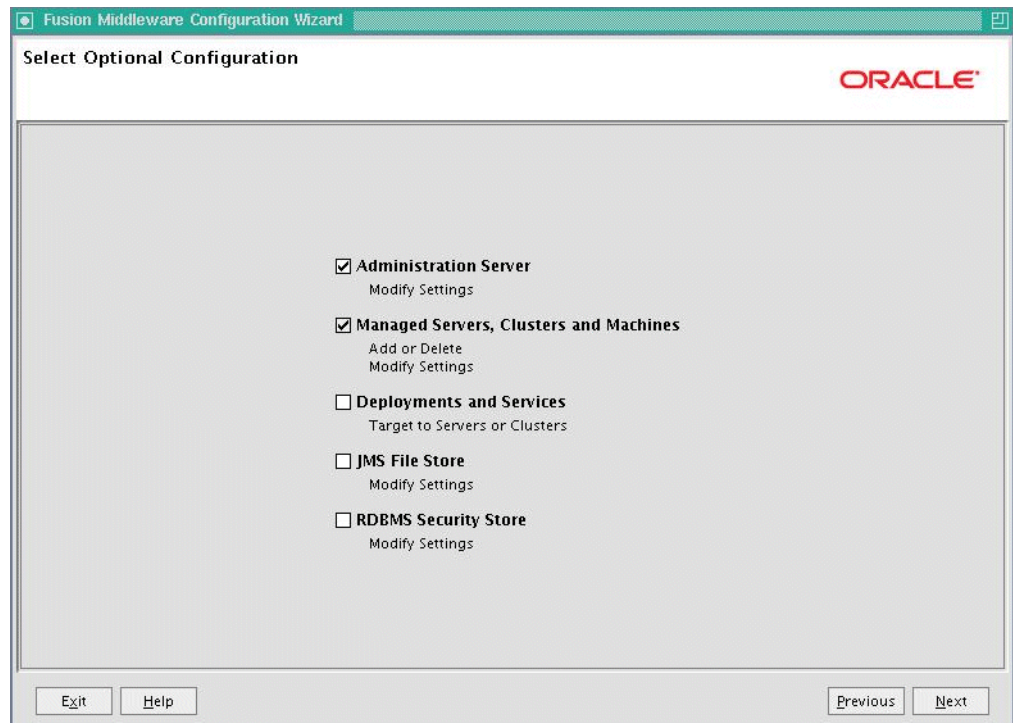 Fusion Middleware Configuration Wizard
Select Optional Configuration
ORACLE
Administration Server
Modify Settings
Managed Servers, Clusters and Machines
Add or Delete
Modify Settings
Deployments and Services
Target to Servers or Clusters
JMS File Store
Modify Settings
RDBMS Security Store
Modify Settings
Exit Help Previous Next